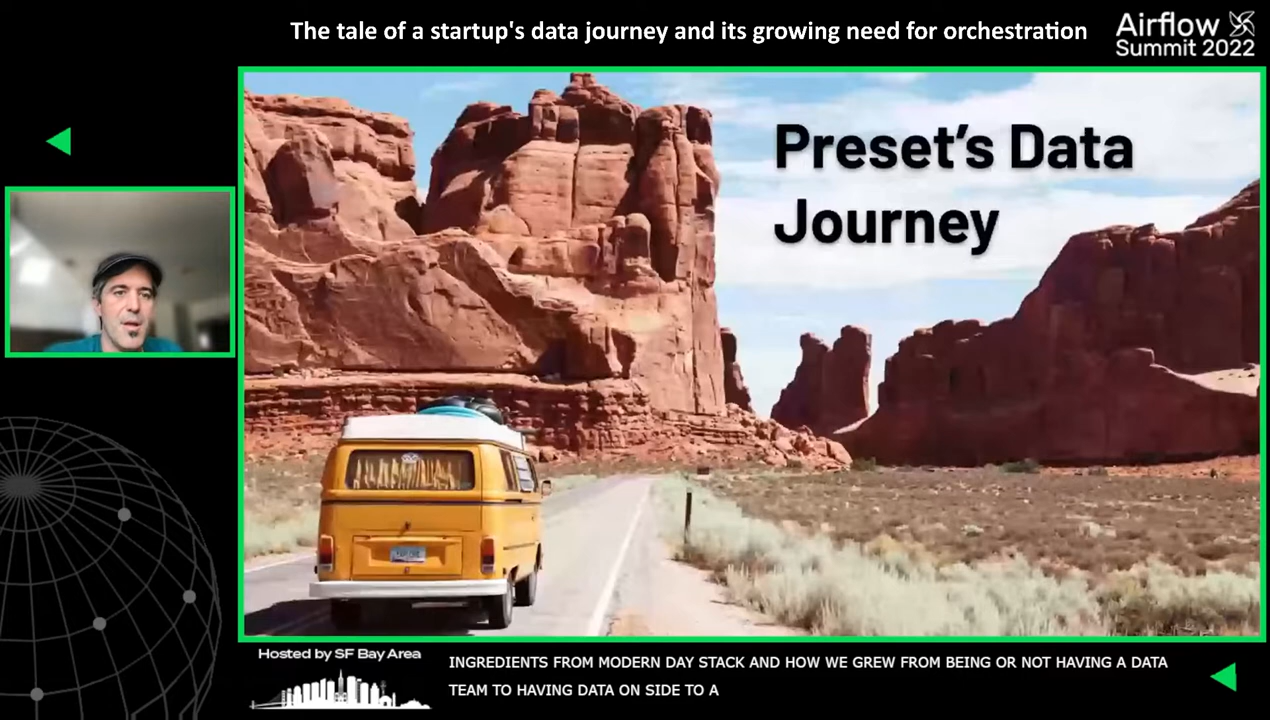 The tale of a startup's data journey and its growing need for orchestration
Airflow
Summit 2022
Preset’s Data
Journey
Hosted by SF Bay Area
INGREDIENTS FROM MODERN DAY STACK AND HOW WE GREW FROM BEING OR NOT HAVING A DATA
TEAM TO HAVING DATA ON SIDE TO A